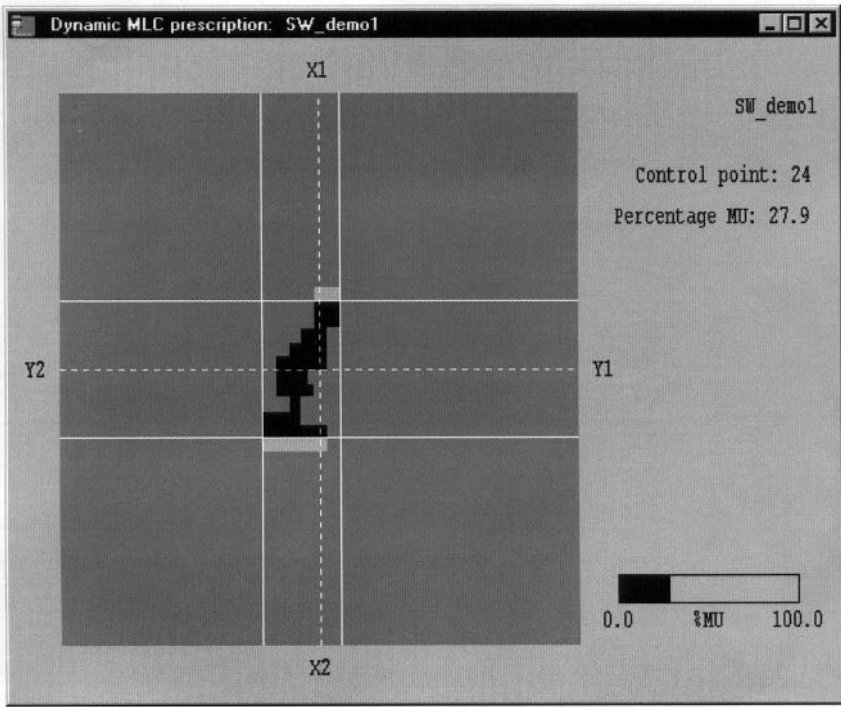 Dynamic MLC prescription: SW_demo1
X1
SW_demo1
Control point: 24
Percentage MU: 27.9
Y2
Y1
0.0 %MU 100.0
X2